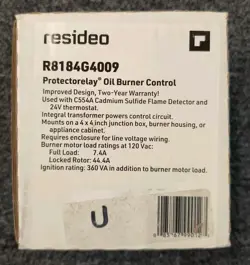 resideo
R8184G4009
Protectorelay® Oil Burner Control
Improved Design, Two-Year Warranty!
Used with C554A Cadmium Sulfide Flame Detector and
24V thermostat.
Integral transformer powers control circuit.
Mounts on a 4 x 4 inch junction box, burner housing, or
appliance cabinet.
Requires enclosure for line voltage wiring.
Burner motor load ratings at 120 Vac:
Full Load: 7.4A
Locked Rotor: 44.4A
Ignition rating: 360 VA in addition to burner motor load.
U